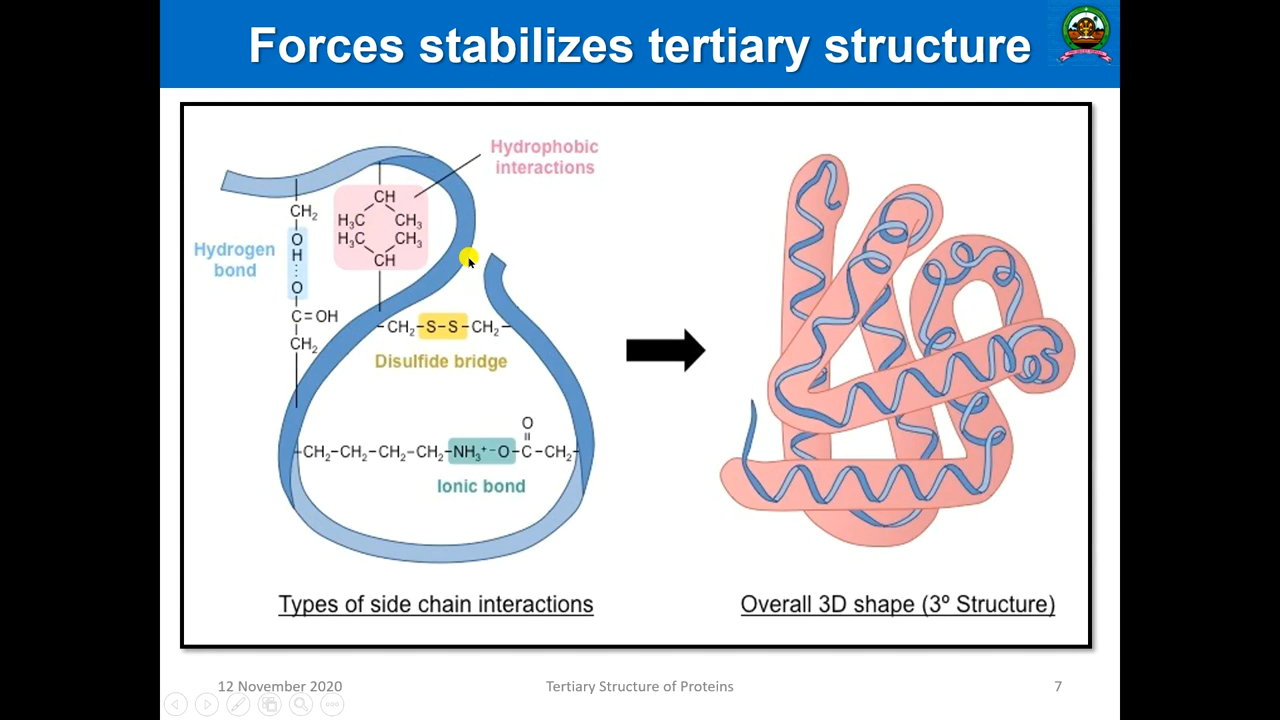 Forces stabilizes tertiary structure
Hydrophobic
interactions
CH
H₃C CH₃
H₃C CH₃
CH
CH₂
O
H
O
C=OH
CH₂
Hydrogen
bond
CH₂-S-S-CH₂
Disulfide bridge
O
CH₂-CH₂-CH₂-CH₂-NH₃⁺⁻O-C-CH₂
Ionic bond
Types of side chain interactions
Overall 3D shape (3º Structure)
12 November 2020
Tertiary Structure of Proteins
7